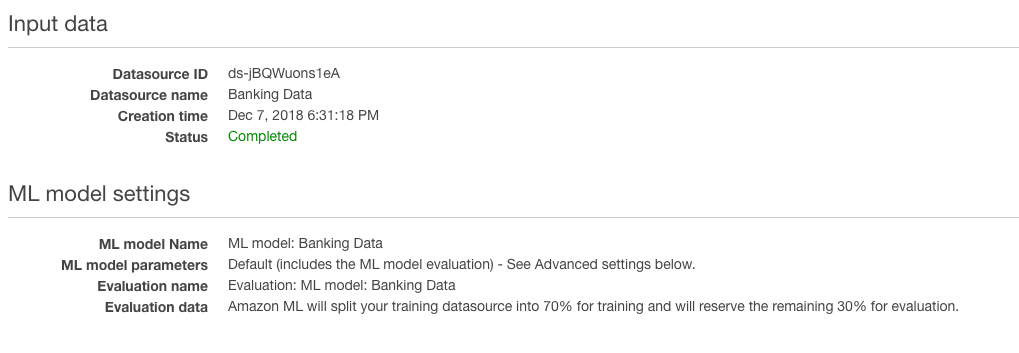 Input data
Datasource ID ds-jBQWuons1eA
Datasource name Banking Data
Creation time Dec 7, 2018 6:31:18 PM
Status Completed
ML model settings
ML model Name ML model: Banking Data
ML model parameters Default (includes the ML model evaluation) - See Advanced settings below.
Evaluation name Evaluation: ML model: Banking Data
Evaluation data Amazon ML will split your training datasource into 70% for training and will reserve the remaining 30% for evaluation.